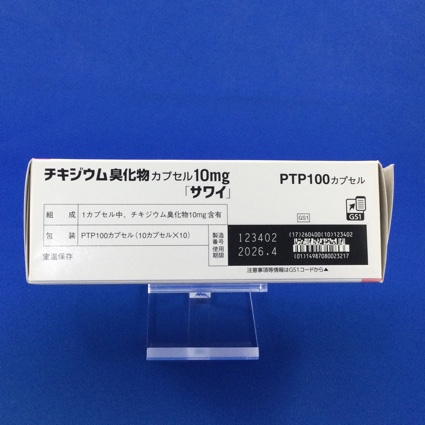 チキジウム臭化物カプセル10mg
「サワイ」
PTP100カプセル
GS1
GS1
組 成 1カプセル中、チキジウム臭化物10mg含有
包 装 PTP100カプセル(10カプセル×10)
室温保存
製造番号 123402
使用期限 2026.4
(17)260400(10)123402
(01)14987080023217
注意事項等情報はGS1コードから▲